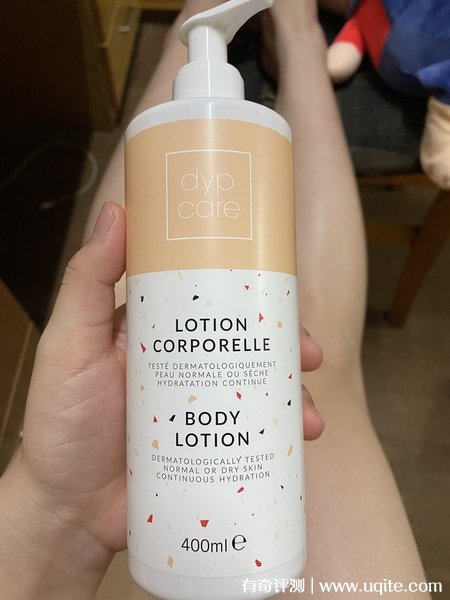 dyp
care
LOTION
CORPORELLE
TESTÉ DERMATOLOGIQUEMENT
PEAU NORMALE OU SÈCHE
HYDRATATION CONTINUE
BODY
LOTION
DERMATOLOGICALLY TESTED
NORMAL OR DRY SKIN
CONTINUOUS HYDRATION
400ml ℮
有奇评测 | www.uqite.com